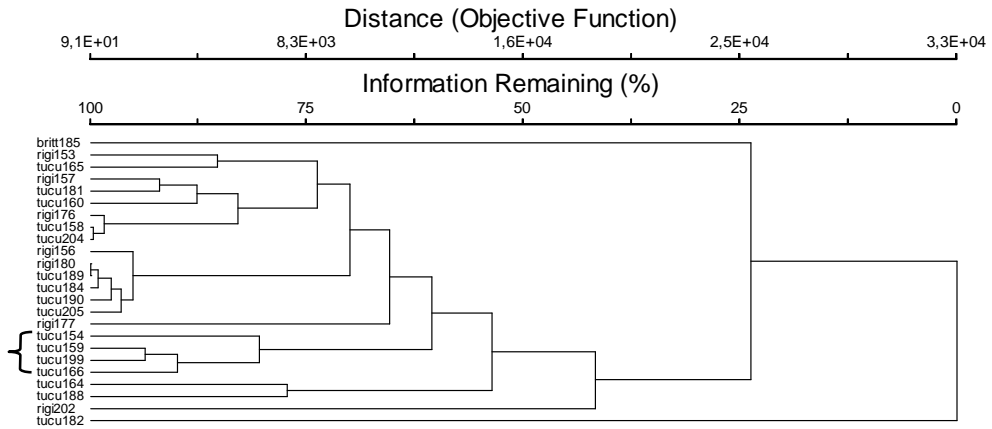 Distance (Objective Function)
9,1E+01 8,3E+03 1,6E+04 2,5E+04 3,3E+04
Information Remaining (%)
100 75 50 25 0
britt185
rigi153
tucu165
rigi157
tucu181
tucu160
rigi176
tucu158
tucu204
rigi156
rigi180
tucu189
tucu184
tucu190
tucu205
rigi177
tucu154
tucu159
tucu199
tucu166
tucu164
tucu188
rigi202
tucu182